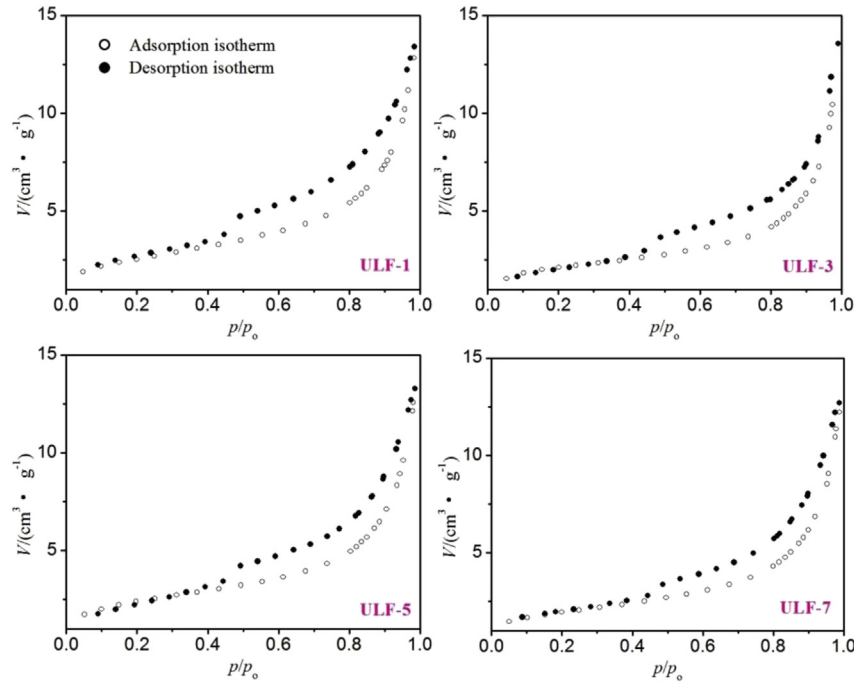 15
10
5
V/(cm³ • g⁻¹)
Adsorption isotherm
Desorption isotherm
ULF-1
0.0 0.2 0.4 0.6 0.8 1.0
p/pₒ
15
10
5
V/(cm³ • g⁻¹)
ULF-3
0.0 0.2 0.4 0.6 0.8 1.0
p/pₒ
15
10
5
V/(cm³ • g⁻¹)
ULF-5
0.0 0.2 0.4 0.6 0.8 1.0
p/pₒ
15
10
5
V/(cm³ • g⁻¹)
ULF-7
0.0 0.2 0.4 0.6 0.8 1.0
p/pₒ